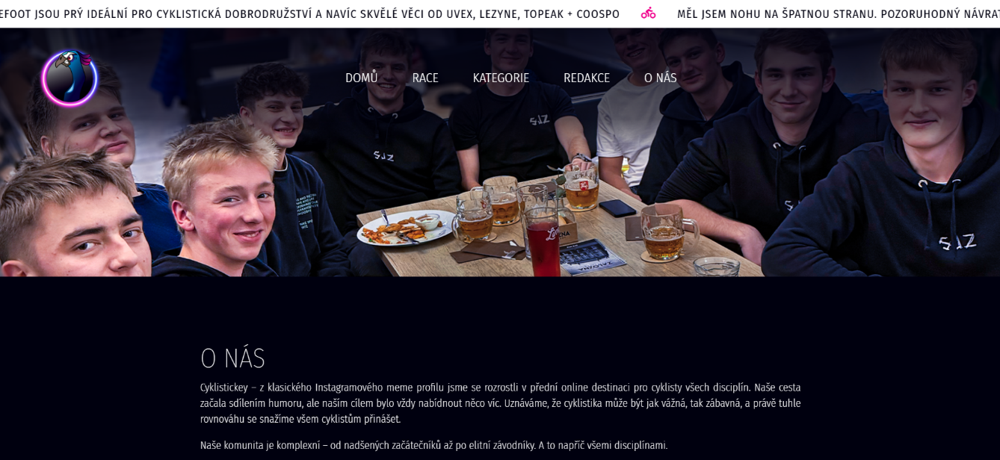 EFOOT JSOU PRÝ IDEÁLNÍ PRO CYKLISTICKÁ DOBRODRUŽSTVÍ A NAVÍC SKVĚLÉ VĚCI OD UVEX, LEZYNE, TOPEAK + COOSPO MĚL JSEM NOHU NA ŠPATNOU STRANU. POZORUHODNÝ NÁVRAT
DOMŮ RACE KATEGORIE REDAKCE O NÁS
SJZ
SJZ
SJZ
O NÁS
Cyklistickey – z klasického Instagramového meme profilu jsme se rozrostli v přední online destinaci pro cyklisty všech disciplín. Naše cesta
začala sdílením humoru, ale naším cílem bylo vždy nabídnout něco víc. Uznáváme, že cyklistika může být jak vážná, tak zábavná, a právě tuhle
rovnováhu se snažíme všem cyklistům přinášet.
Naše komunita je komplexní – od nadšených začátečníků až po elitní závodníky. A to napříč všemi disciplínami.